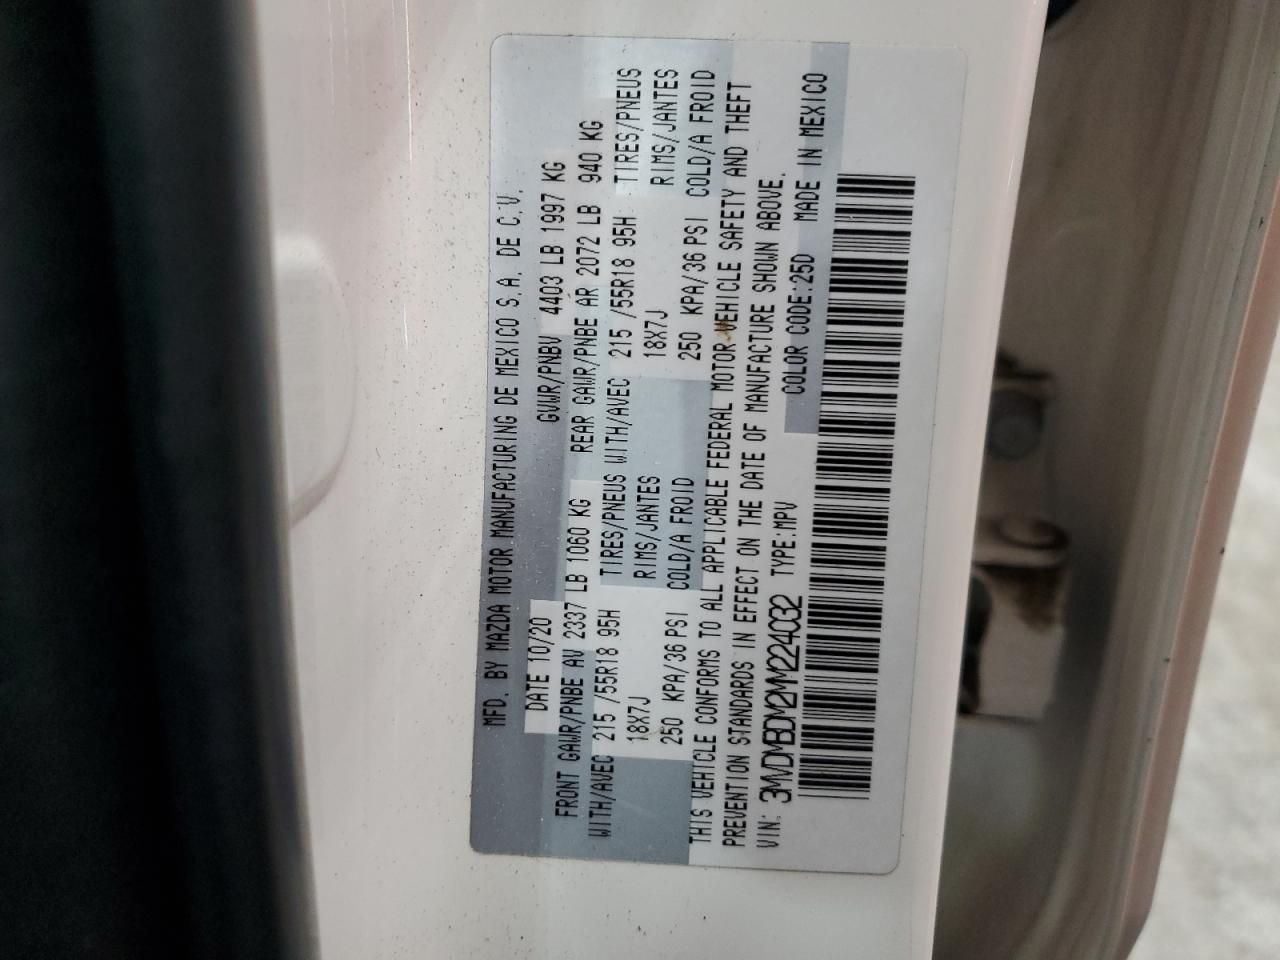 MFD. BY MAZDA MOTOR MANUFACTURING DE MEXICO S.A. DE C.V.
DATE 10/20 GVWR/PNBV 4403 LB 1997 KG
FRONT GAWR/PNBE AV 2337 LB 1060 KG REAR GAWR/PNBE AR 2072 LB 940 KG
WITH/AVEC 215 /55R18 95H TIRES/PNEUS WITH/AVEC 215 /55R18 95H TIRES/PNEUS
18X7J RIMS/JANTES 18X7J RIMS/JANTES
250 KPA/36 PSI COLD/A FROID 250 KPA/36 PSI COLD/A FROID
THIS VEHICLE CONFORMS TO ALL APPLICABLE FEDERAL MOTOR VEHICLE SAFETY AND THEFT
PREVENTION STANDARDS IN EFFECT ON THE DATE OF MANUFACTURE SHOWN ABOVE.
VIN: 3MVDMBDM2MM224032 TYPE:MPV COLOR CODE:25D MADE IN MEXICO